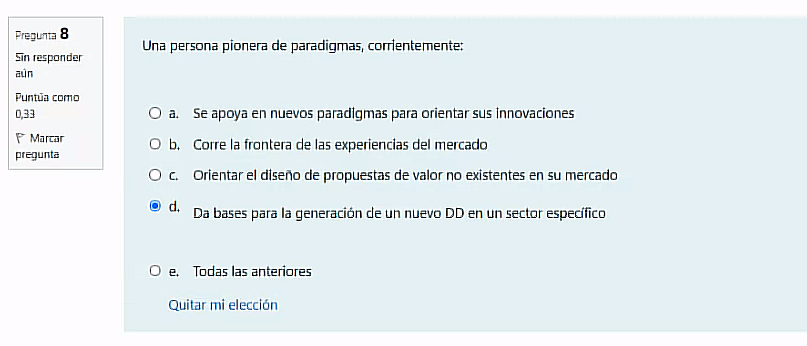 Pregunta 8
Sin responder
aún
Puntúa como
0,33
Marcar
pregunta
Una persona pionera de paradigmas, corrientemente:
a. Se apoya en nuevos paradigmas para orientar sus innovaciones
b. Corre la frontera de las experiencias del mercado
c. Orientar el diseño de propuestas de valor no existentes en su mercado
d. Da bases para la generación de un nuevo DD en un sector específico
e. Todas las anteriores
Quitar mi elección